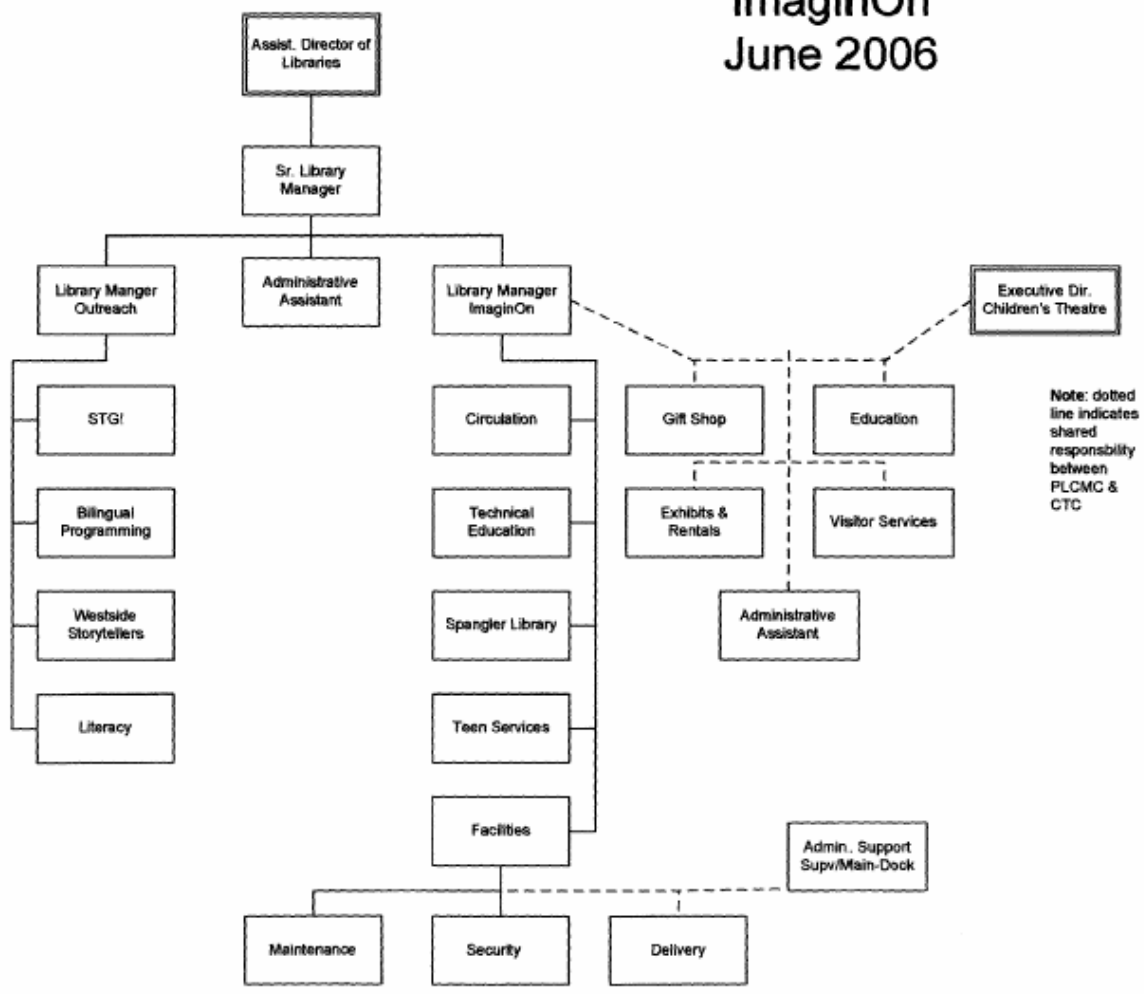 ImaginOn
June 2006
Assist. Director of
Libraries
Sr. Library
Manager
Library Manger
Outreach
Administrative
Assistant
Library Manager
ImaginOn
Executive Dir.
Children's Theatre
STG!
Circulation
Gift Shop
Education
Note: dotted
line indicates
shared
responsbility
between
PLCMC &
CTC
Bilingual
Programming
Technical
Education
Exhibits &
Rentals
Visitor Services
Westside
Storytellers
Spangler Library
Administrative
Assistant
Literacy
Teen Services
Facilities
Admin. Support
Supv/Main-Dock
Maintenance
Security
Delivery